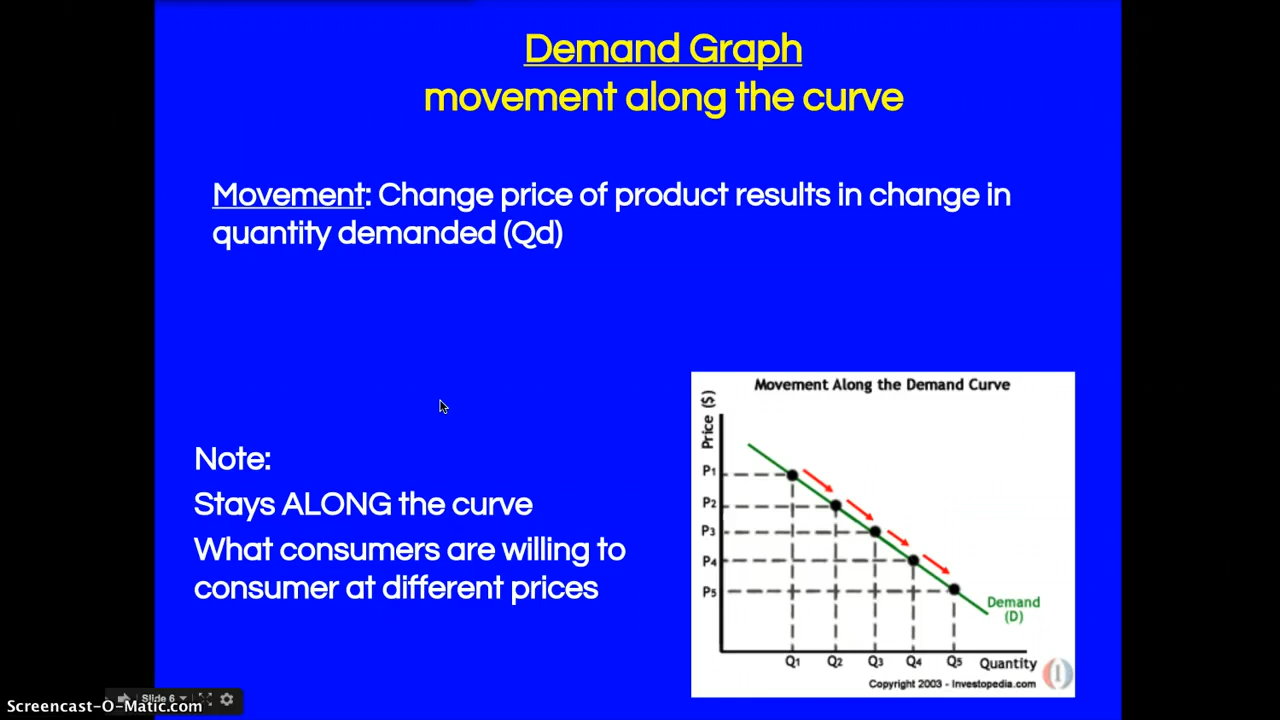 Demand Graph
movement along the curve
Movement: Change price of product results in change in
quantity demanded (Qd)
Note:
Stays ALONG the curve
What consumers are willing to
consumer at different prices
Movement Along the Demand Curve
Price ($)
P1
P2
P3
P4
P5
Demand
(D)
Q1 Q2 Q3 Q4 Q5 Quantity
Copyright 2003 - Investopedia.com
Slide 6
Screencast-O-Matic.com